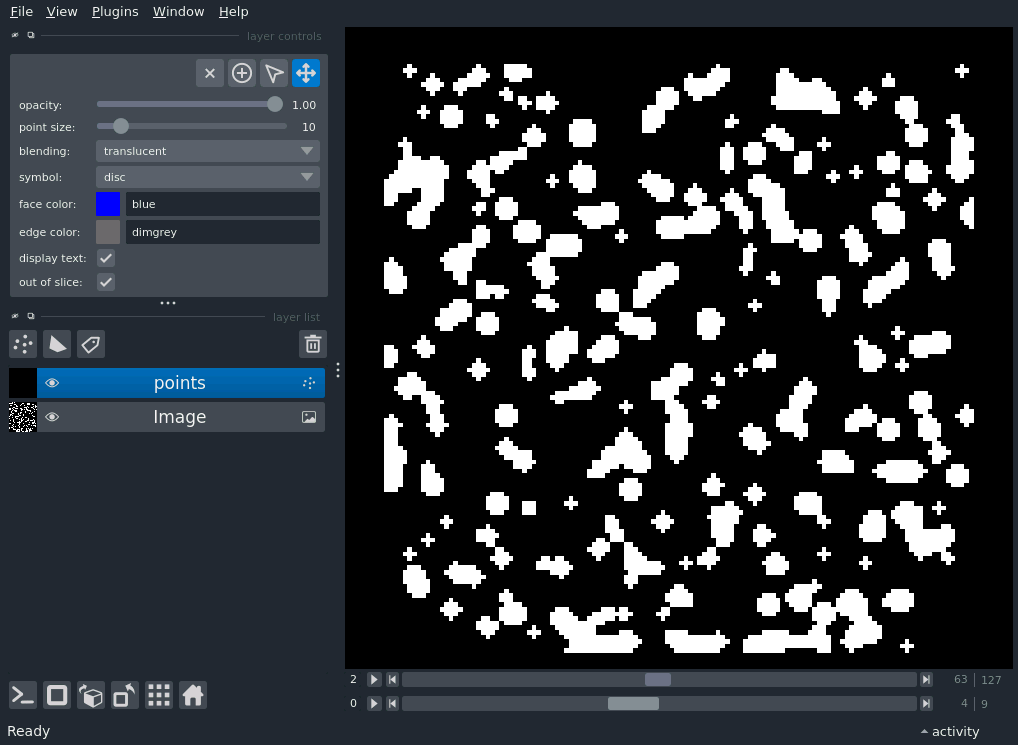 File View Plugins Window Help
layer controls
opacity: 1.00
point size: 10
blending: translucent
symbol: disc
face color: blue
edge color: dimgrey
display text:
out of slice:
layer list
points
Image
2 63 127
0 4 9
Ready activity